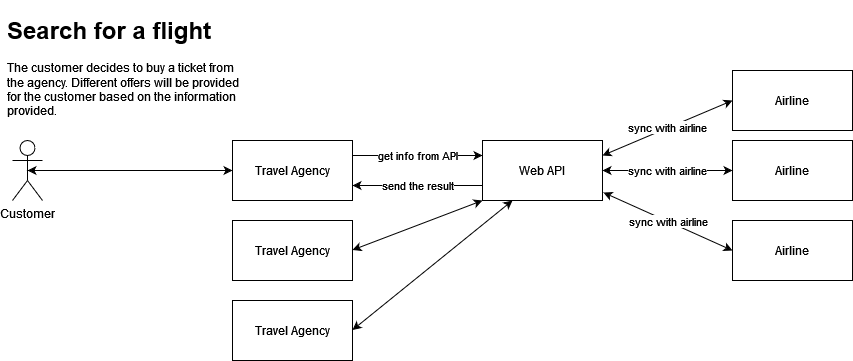 Search for a flight
The customer decides to buy a ticket from
the agency. Different offers will be provided
for the customer based on the information
provided.
Airline
sync with airline
Customer
Travel Agency
get info from API
send the result
Web API
sync with airline
Airline
sync with airline
Travel Agency
Airline
Travel Agency